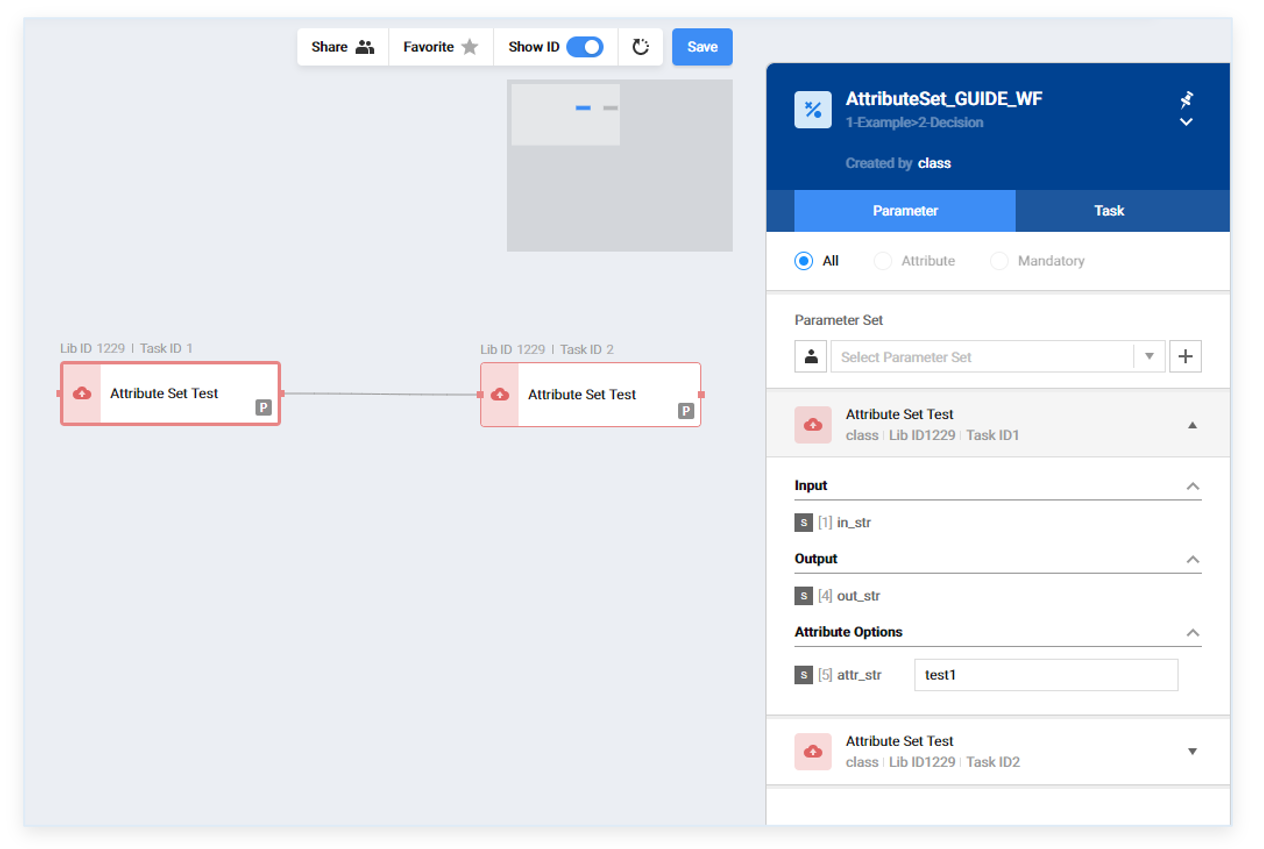 Share
Favorite
Show ID
Save
AttributeSet_GUIDE_WF
1-Example>2-Decision
Created by class
Parameter
Task
All
Attribute
Mandatory
Parameter Set
Select Parameter Set
Lib ID 1229 | Task ID 1
Attribute Set Test
P
Lib ID 1229 | Task ID 2
Attribute Set Test
P
Attribute Set Test
class | Lib ID1229 | Task ID1
Input
S [1] in_str
Output
S [4] out_str
Attribute Options
S [5] attr_str test1
Attribute Set Test
class | Lib ID1229 | Task ID2